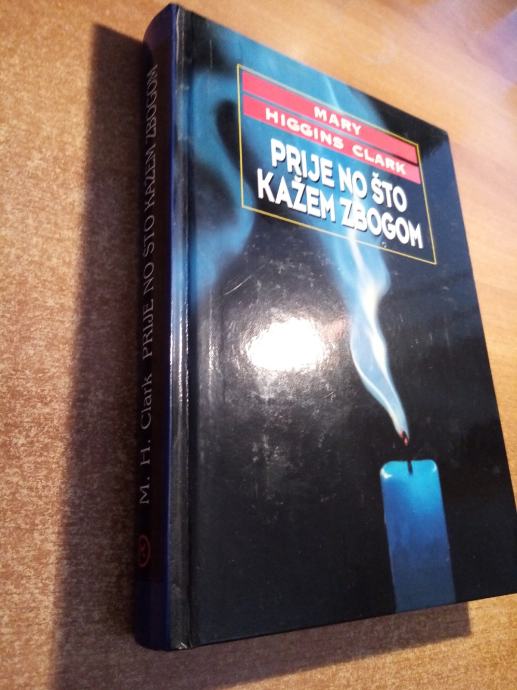 MARY
HIGGINS CLARK
PRIJE NO ŠTO
KAŽEM ZBOGOM
M. H. Clark PRIJE NO ŠTO KAŽEM ZBOGOM